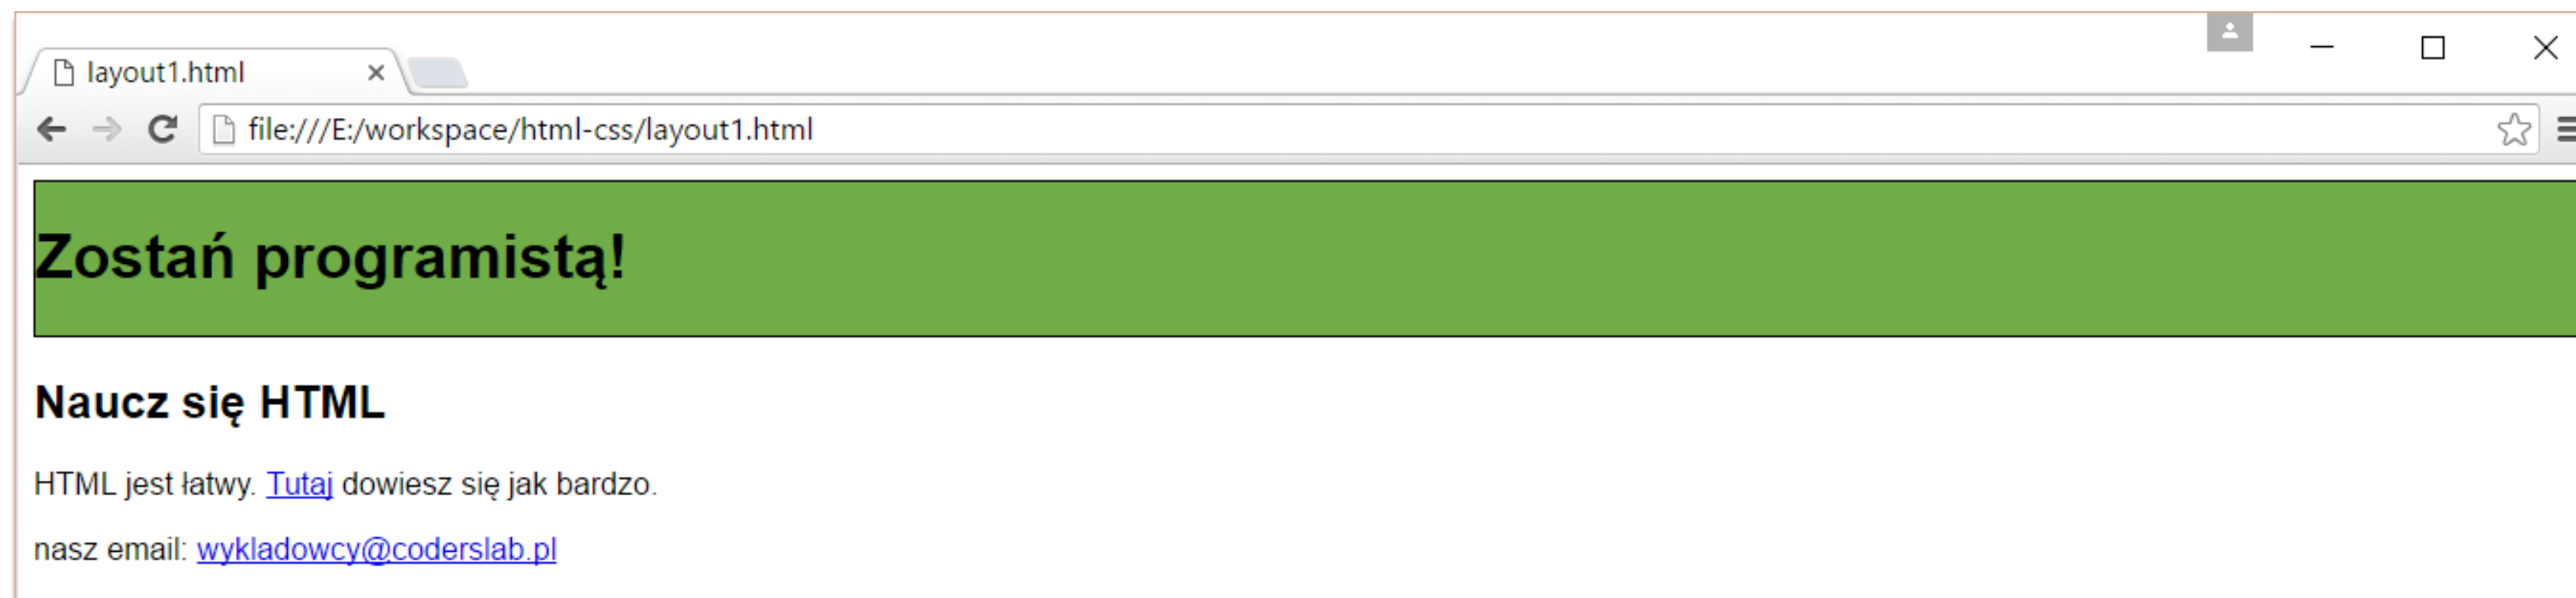 layout1.html
file:///E:/workspace/html-css/layout1.html
Zostań programistą!
Naucz się HTML
HTML jest łatwy. Tutaj dowiesz się jak bardzo.
nasz email: wykladowcy@coderslab.pl